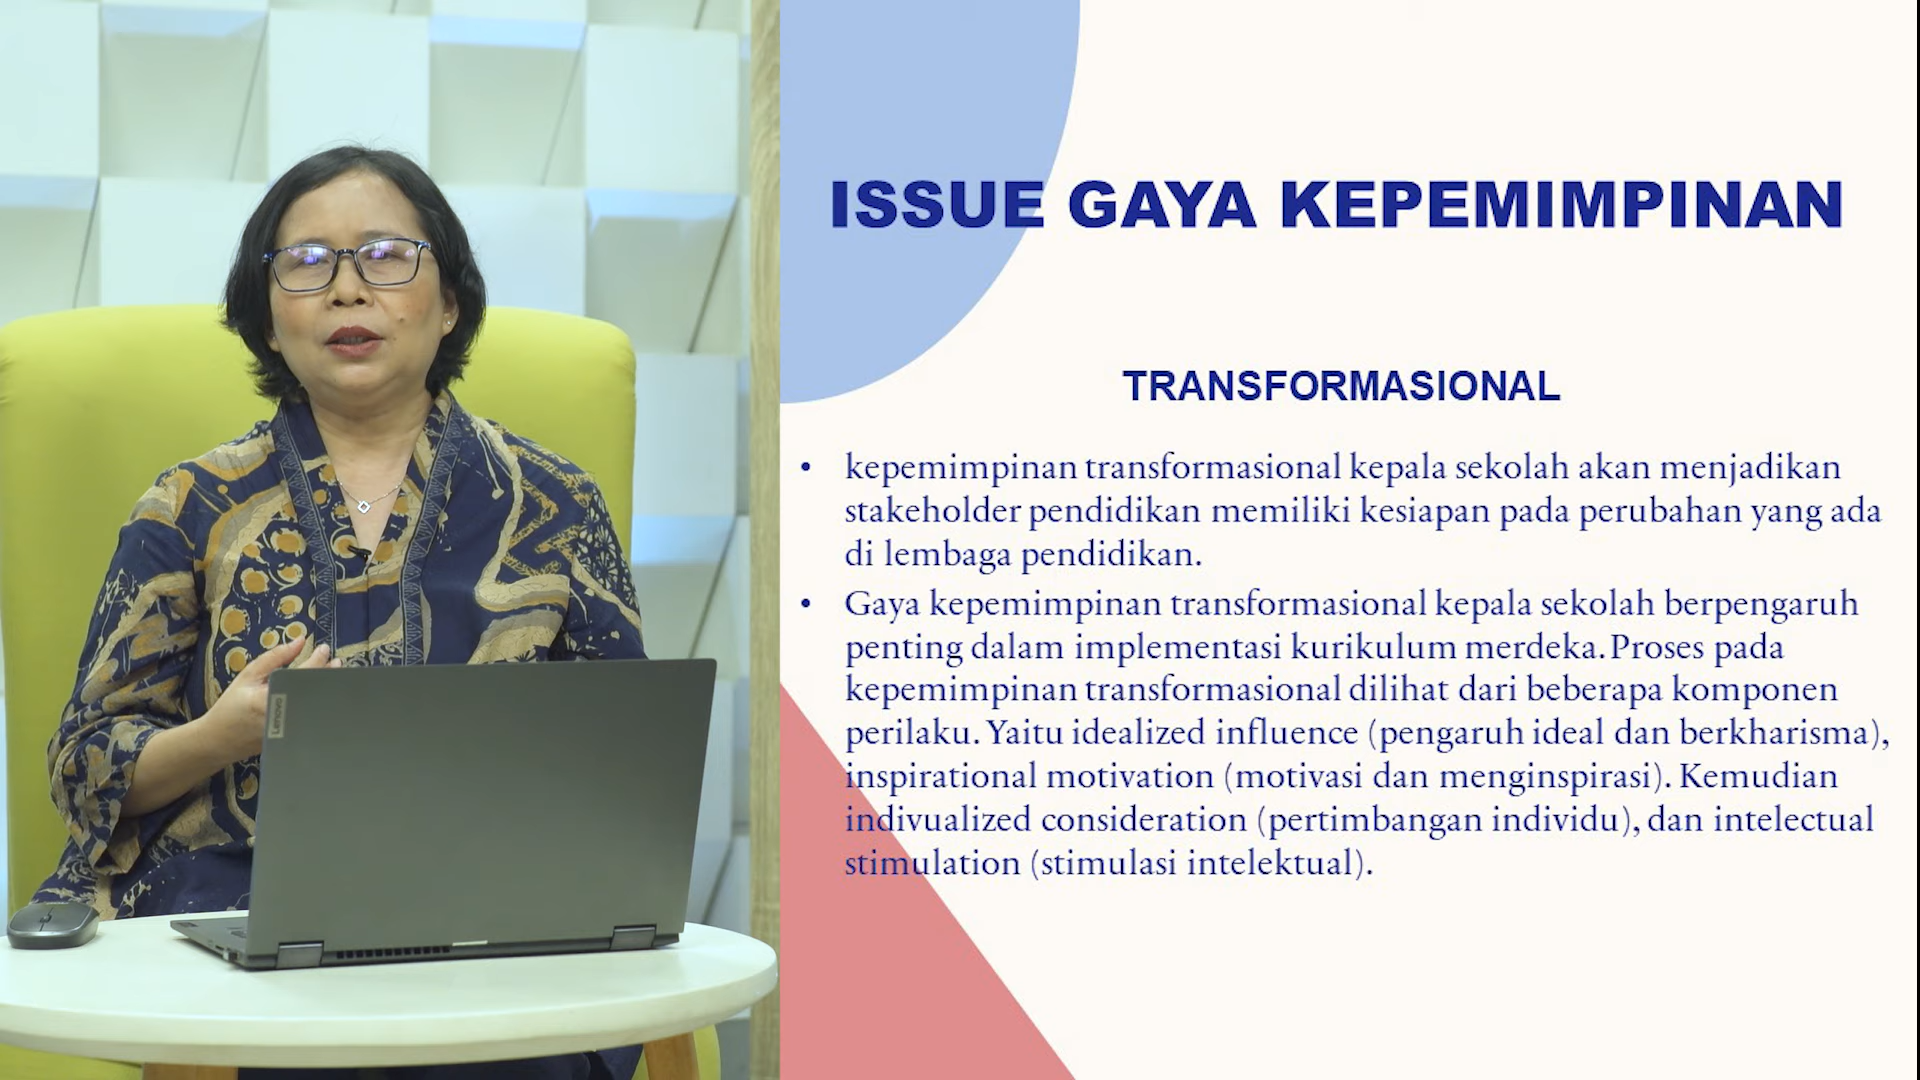 ISSUE GAYA KEPEMIMPINAN
TRANSFORMASIONAL
• kepemimpinan transformasional kepala sekolah akan menjadikan
stakeholder pendidikan memiliki kesiapan pada perubahan yang ada
di lembaga pendidikan.
• Gaya kepemimpinan transformasional kepala sekolah berpengaruh
penting dalam implementasi kurikulum merdeka. Proses pada
kepemimpinan transformasional dilihat dari beberapa komponen
perilaku. Yaitu idealized influence (pengaruh ideal dan berkharisma),
inspirational motivation (motivasi dan menginspirasi). Kemudian
indivualized consideration (pertimbangan individu), dan intelectual
stimulation (stimulasi intelektual).
Lenovo